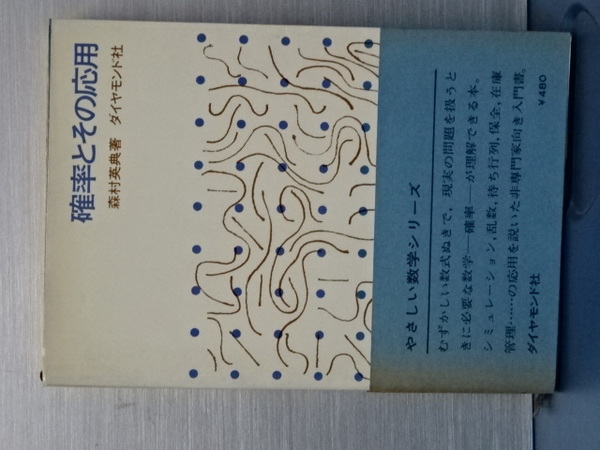 確率とその応用
森村英典著 ダイヤモンド社
やさしい数学シリーズ
むずかしい数式ぬきで,現実の問題を扱うと
きに必要な数学――確率――が理解できる本。
シミュレーション,乱数,待ち行列,保全,在庫
管理……の応用を説いた非専門家向き入門書。
ダイヤモンド社
¥480